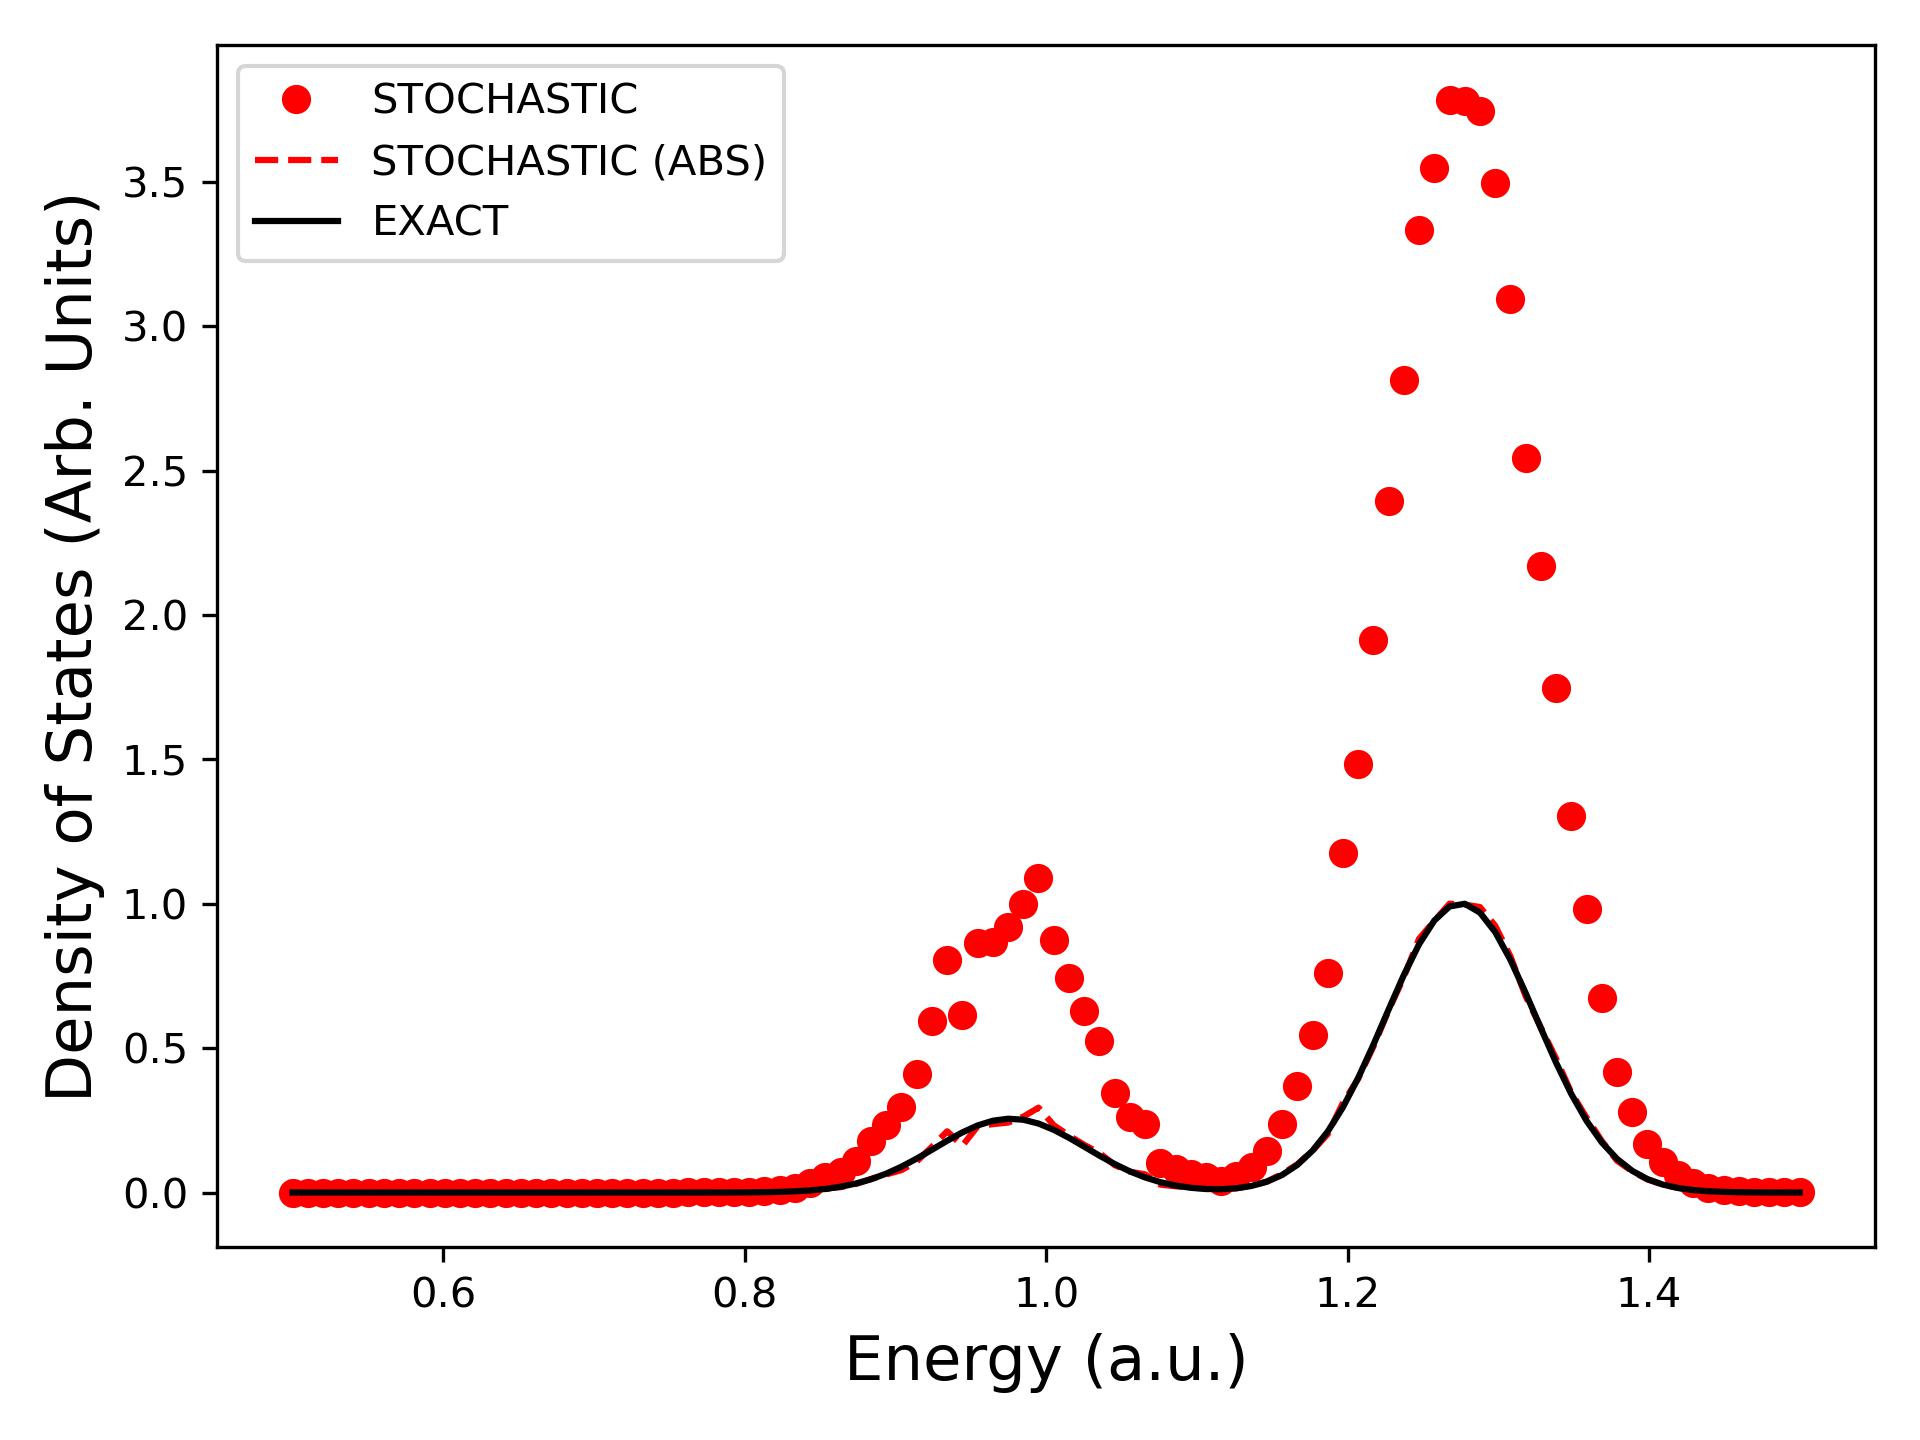 STOCHASTIC
STOCHASTIC (ABS)
EXACT
Density of States (Arb. Units)
3.5
3.0
2.5
2.0
1.5
1.0
0.5
0.0
0.6 0.8 1.0 1.2 1.4
Energy (a.u.)